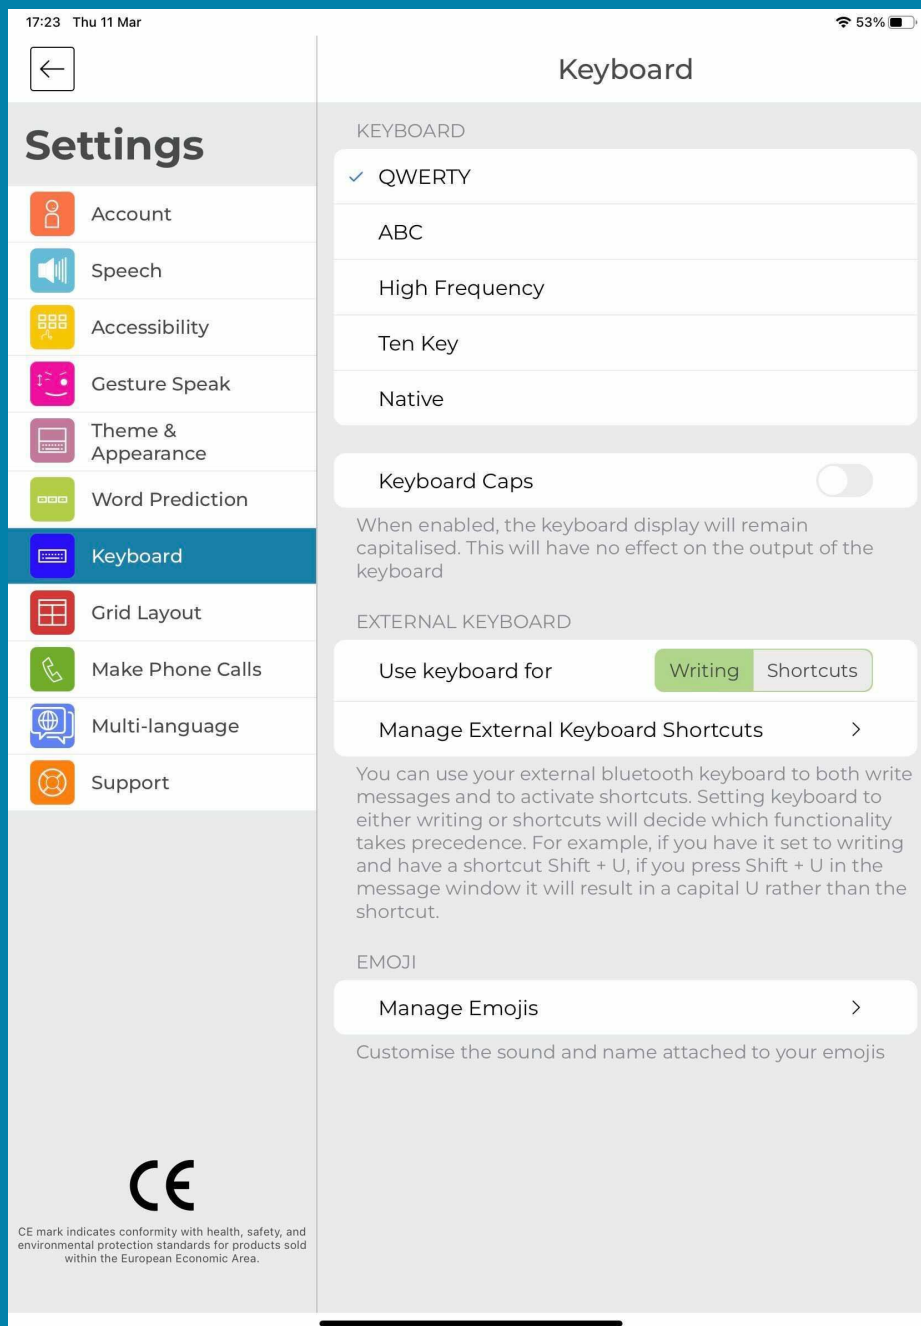 17:23 Thu 11 Mar
53%
Settings
Account
Speech
Accessibility
Gesture Speak
Theme &
Appearance
Word Prediction
Keyboard
Grid Layout
Make Phone Calls
Multi-language
Support
CE
CE mark indicates conformity with health, safety, and
environmental protection standards for products sold
within the European Economic Area.
Keyboard
KEYBOARD
QWERTY
ABC
High Frequency
Ten Key
Native
Keyboard Caps
When enabled, the keyboard display will remain
capitalised. This will have no effect on the output of the
keyboard
EXTERNAL KEYBOARD
Use keyboard for Writing Shortcuts
Manage External Keyboard Shortcuts
You can use your external bluetooth keyboard to both write
messages and to activate shortcuts. Setting keyboard to
either writing or shortcuts will decide which functionality
takes precedence. For example, if you have it set to writing
and have a shortcut Shift + U, if you press Shift + U in the
message window it will result in a capital U rather than the
shortcut.
EMOJI
Manage Emojis
Customise the sound and name attached to your emojis